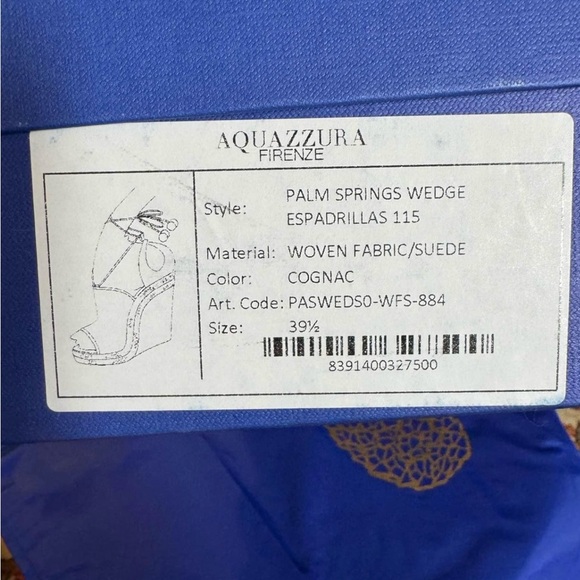 AQUAZZURA
FIRENZE
Style: PALM SPRINGS WEDGE
ESPADRILLAS 115
Material: WOVEN FABRIC/SUEDE
Color: COGNAC
Art. Code: PASWEDS0-WFS-884
Size: 39½
8391400327500